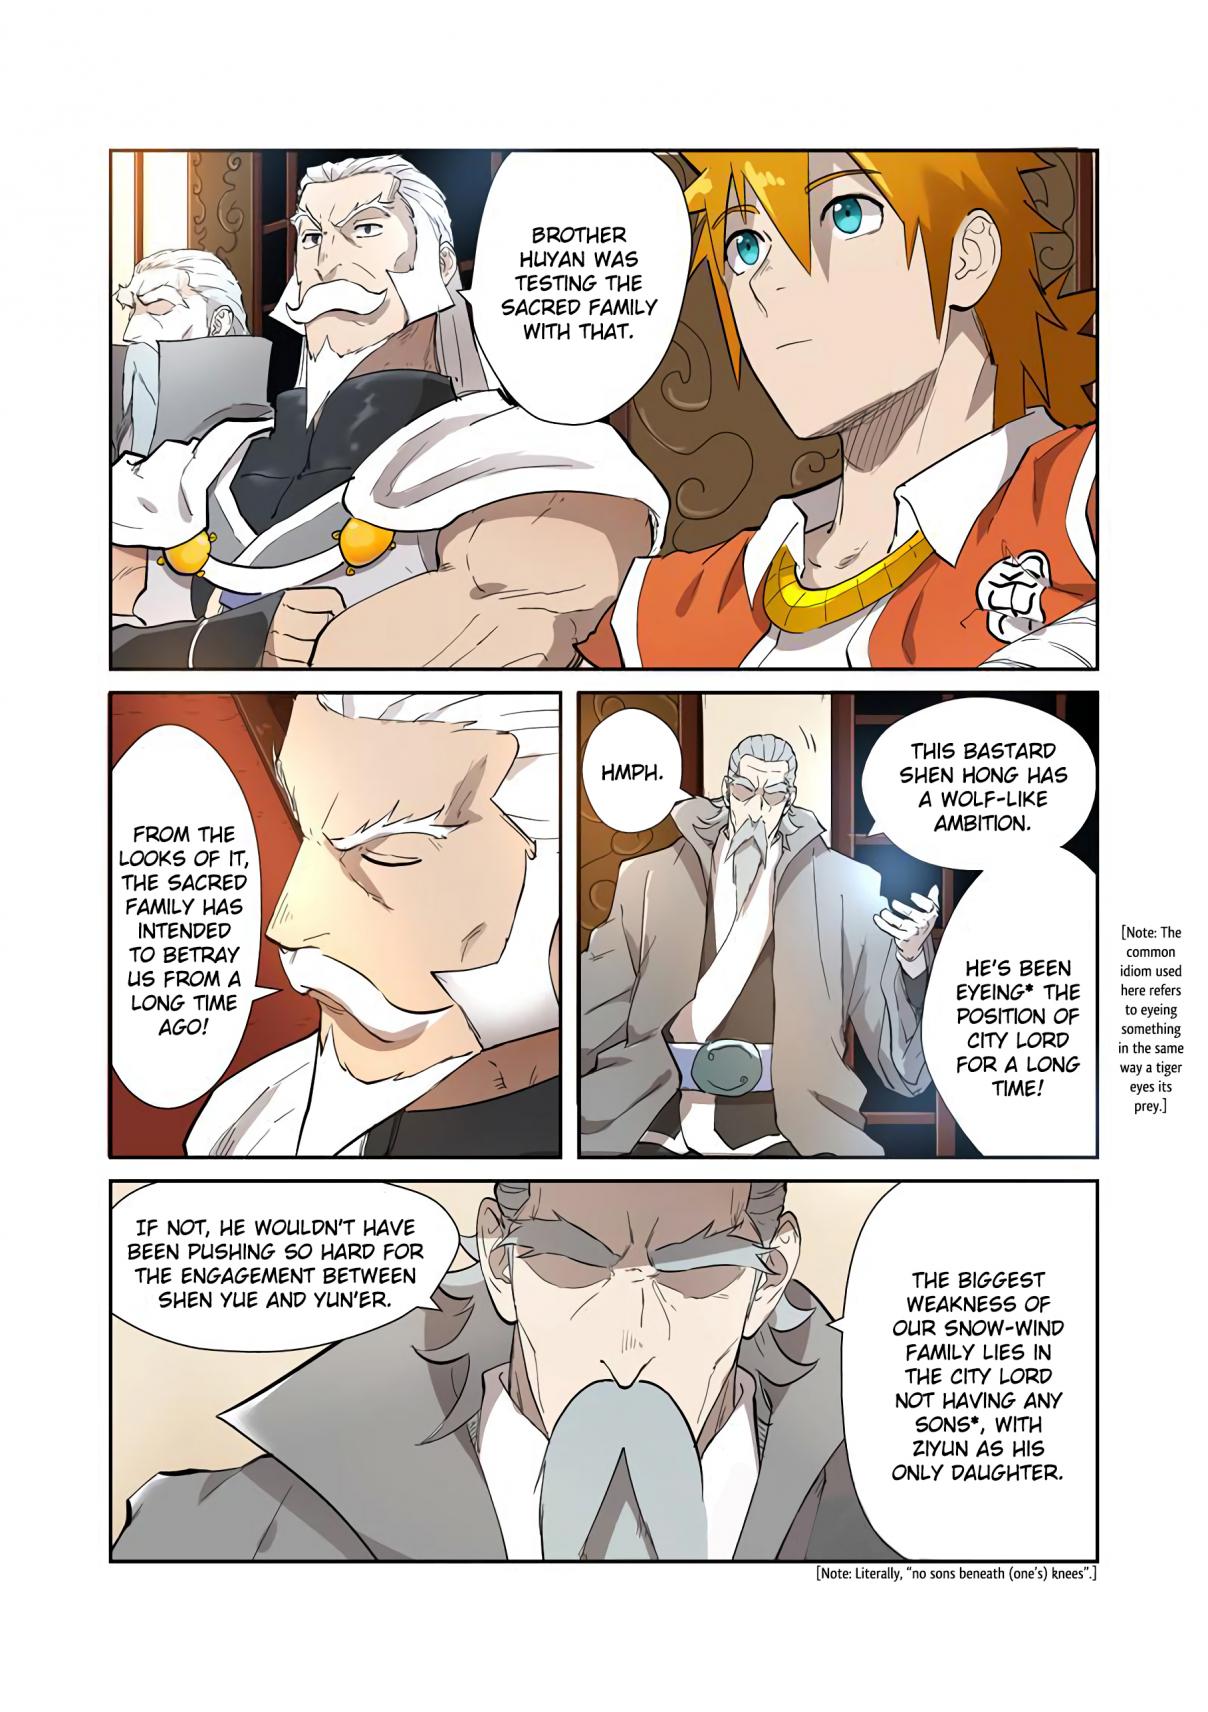 BROTHER
HUYAN WAS
TESTING THE
SACRED FAMILY
WITH THAT.
FROM THE
LOOKS OF IT,
THE SACRED
FAMILY HAS
INTENDED
TO BETRAY
US FROM A
LONG TIME
AGO!
HMPH.
THIS BASTARD
SHEN HONG HAS
A WOLF-LIKE
AMBITION.
HE'S BEEN
EYEING* THE
POSITION OF
CITY LORD
FOR A LONG
TIME!
[Note: The
common
idiom used
here refers
to eyeing
something
in the same
way a tiger
eyes its
prey.]
IF NOT, HE WOULDN'T HAVE
BEEN PUSHING SO HARD FOR
THE ENGAGEMENT BETWEEN
SHEN YUE AND YUN'ER.
THE BIGGEST
WEAKNESS OF
OUR SNOW-WIND
FAMILY LIES IN
THE CITY LORD
NOT HAVING ANY
SONS*, WITH
ZIYUN AS HIS
ONLY DAUGHTER.
[Note: Literally, "no sons beneath (one's) knees".]